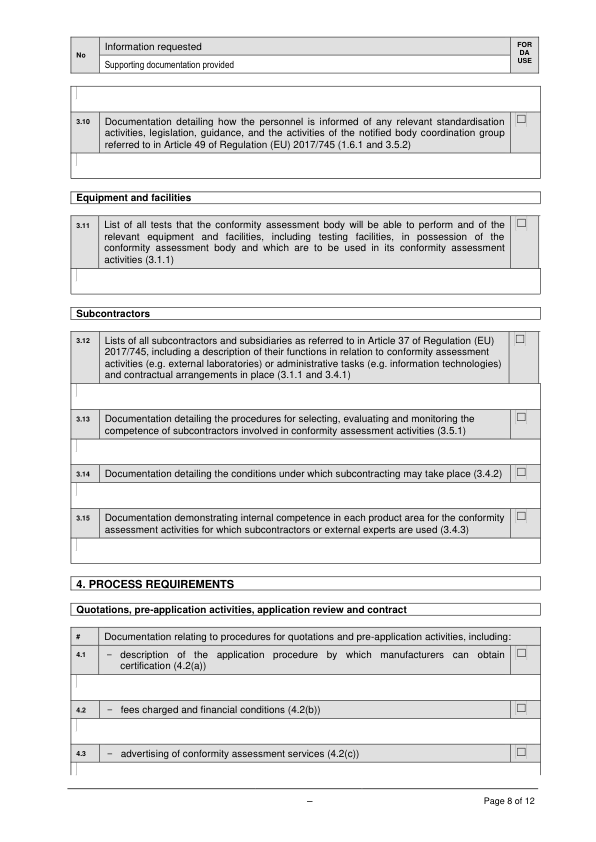 No
Information requested
Supporting documentation provided
FOR
DA
USE
3.10
Documentation detailing how the personnel is informed of any relevant standardisation
activities, legislation, guidance, and the activities of the notified body coordination group
referred to in Article 49 of Regulation (EU) 2017/745 (1.6.1 and 3.5.2)
Equipment and facilities
3.11
List of all tests that the conformity assessment body will be able to perform and of the
relevant equipment and facilities, including testing facilities, in possession of the
conformity assessment body and which are to be used in its conformity assessment
activities (3.1.1)
Subcontractors
3.12
Lists of all subcontractors and subsidiaries as referred to in Article 37 of Regulation (EU)
2017/745, including a description of their functions in relation to conformity assessment
activities (e.g. external laboratories) or administrative tasks (e.g. information technologies)
and contractual arrangements in place (3.1.1 and 3.4.1)
3.13
Documentation detailing the procedures for selecting, evaluating and monitoring the
competence of subcontractors involved in conformity assessment activities (3.5.1)
3.14
Documentation detailing the conditions under which subcontracting may take place (3.4.2)
3.15
Documentation demonstrating internal competence in each product area for the conformity
assessment activities for which subcontractors or external experts are used (3.4.3)
4. PROCESS REQUIREMENTS
Quotations, pre-application activities, application review and contract
#
Documentation relating to procedures for quotations and pre-application activities, including:
4.1
– description of the application procedure by which manufacturers can obtain
certification (4.2(a))
4.2
– fees charged and financial conditions (4.2(b))
4.3
– advertising of conformity assessment services (4.2(c))
–
Page 8 of 12